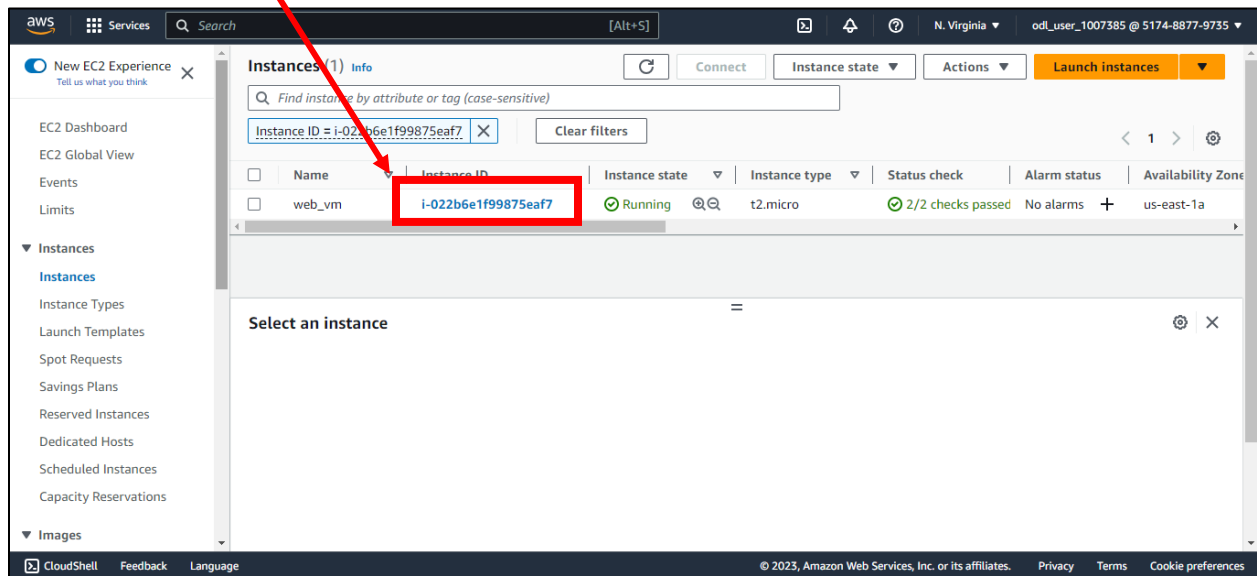 aws Services Search [Alt+S] N. Virginia odl_user_1007385 @ 5174-8877-9735
New EC2 Experience
Tell us what you think
EC2 Dashboard
EC2 Global View
Events
Limits
Instances
Instances
Instance Types
Launch Templates
Spot Requests
Savings Plans
Reserved Instances
Dedicated Hosts
Scheduled Instances
Capacity Reservations
Images
Instances (1) Info Connect Instance state Actions Launch instances
Find instance by attribute or tag (case-sensitive)
Instance ID = i-022b6e1f99875eaf7 Clear filters
1
Name Instance ID Instance state Instance type Status check Alarm status Availability Zone
web_vm i-022b6e1f99875eaf7 Running t2.micro 2/2 checks passed No alarms us-east-1a
Select an instance
CloudShell Feedback Language © 2023, Amazon Web Services, Inc. or its affiliates. Privacy Terms Cookie preferences